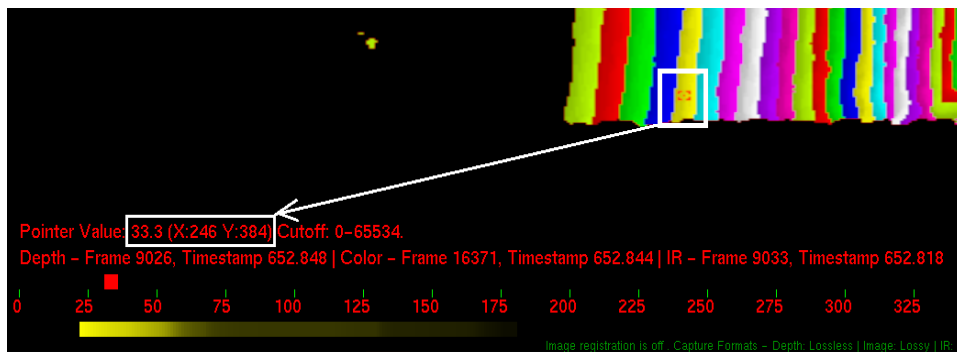 Pointer Value: 33.3 (X:246 Y:384) Cutoff: 0-65534.
Depth - Frame 9026, Timestamp 652.848 | Color - Frame 16371, Timestamp 652.844 | IR - Frame 9033, Timestamp 652.818
0 25 50 75 100 125 150 175 200 225 250 275 300 325
Image registration is off . Capture Formats - Depth: Lossless | Image: Lossy | IR: